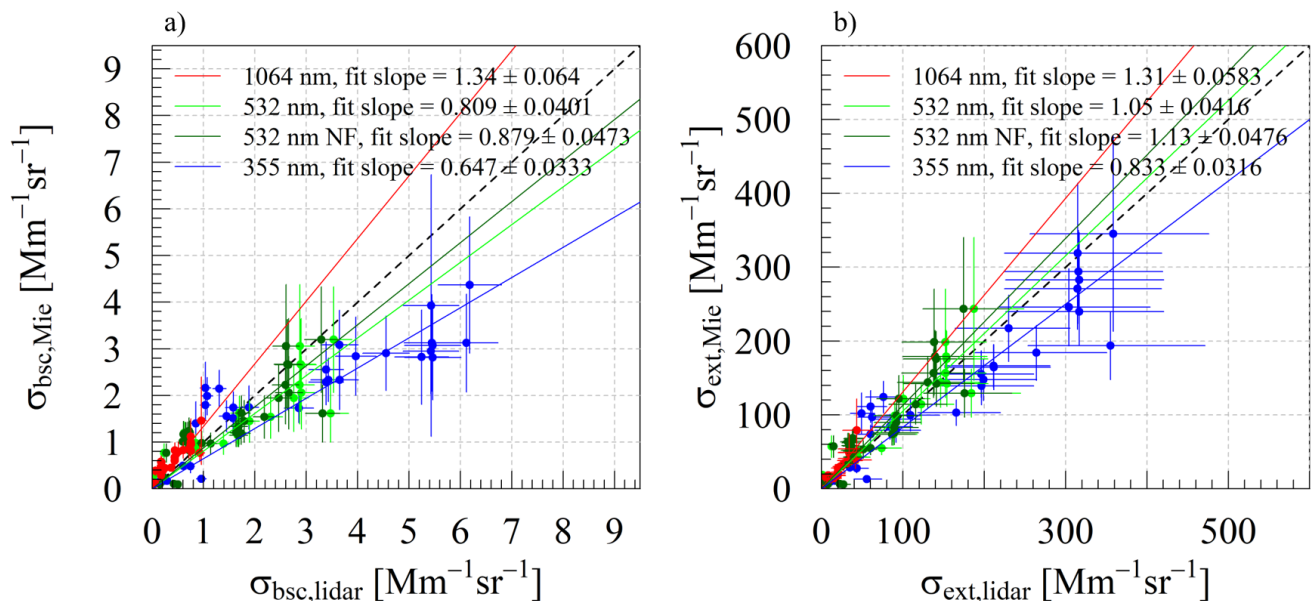 a)
9
8
7
6
5
4
3
2
1
0
σbsc,Mie [Mm−1sr−1]
1064 nm, fit slope = 1.34 ± 0.064
532 nm, fit slope = 0.809 ± 0.0401
532 nm NF, fit slope = 0.879 ± 0.0473
355 nm, fit slope = 0.647 ± 0.0333
0 1 2 3 4 5 6 7 8 9
σbsc,lidar [Mm−1sr−1]
b)
600
500
400
300
200
100
0
σext,Mie [Mm−1sr−1]
1064 nm, fit slope = 1.31 ± 0.0583
532 nm, fit slope = 1.05 ± 0.0416
532 nm NF, fit slope = 1.13 ± 0.0476
355 nm, fit slope = 0.833 ± 0.0316
0 100 300 500
σext,lidar [Mm−1sr−1]